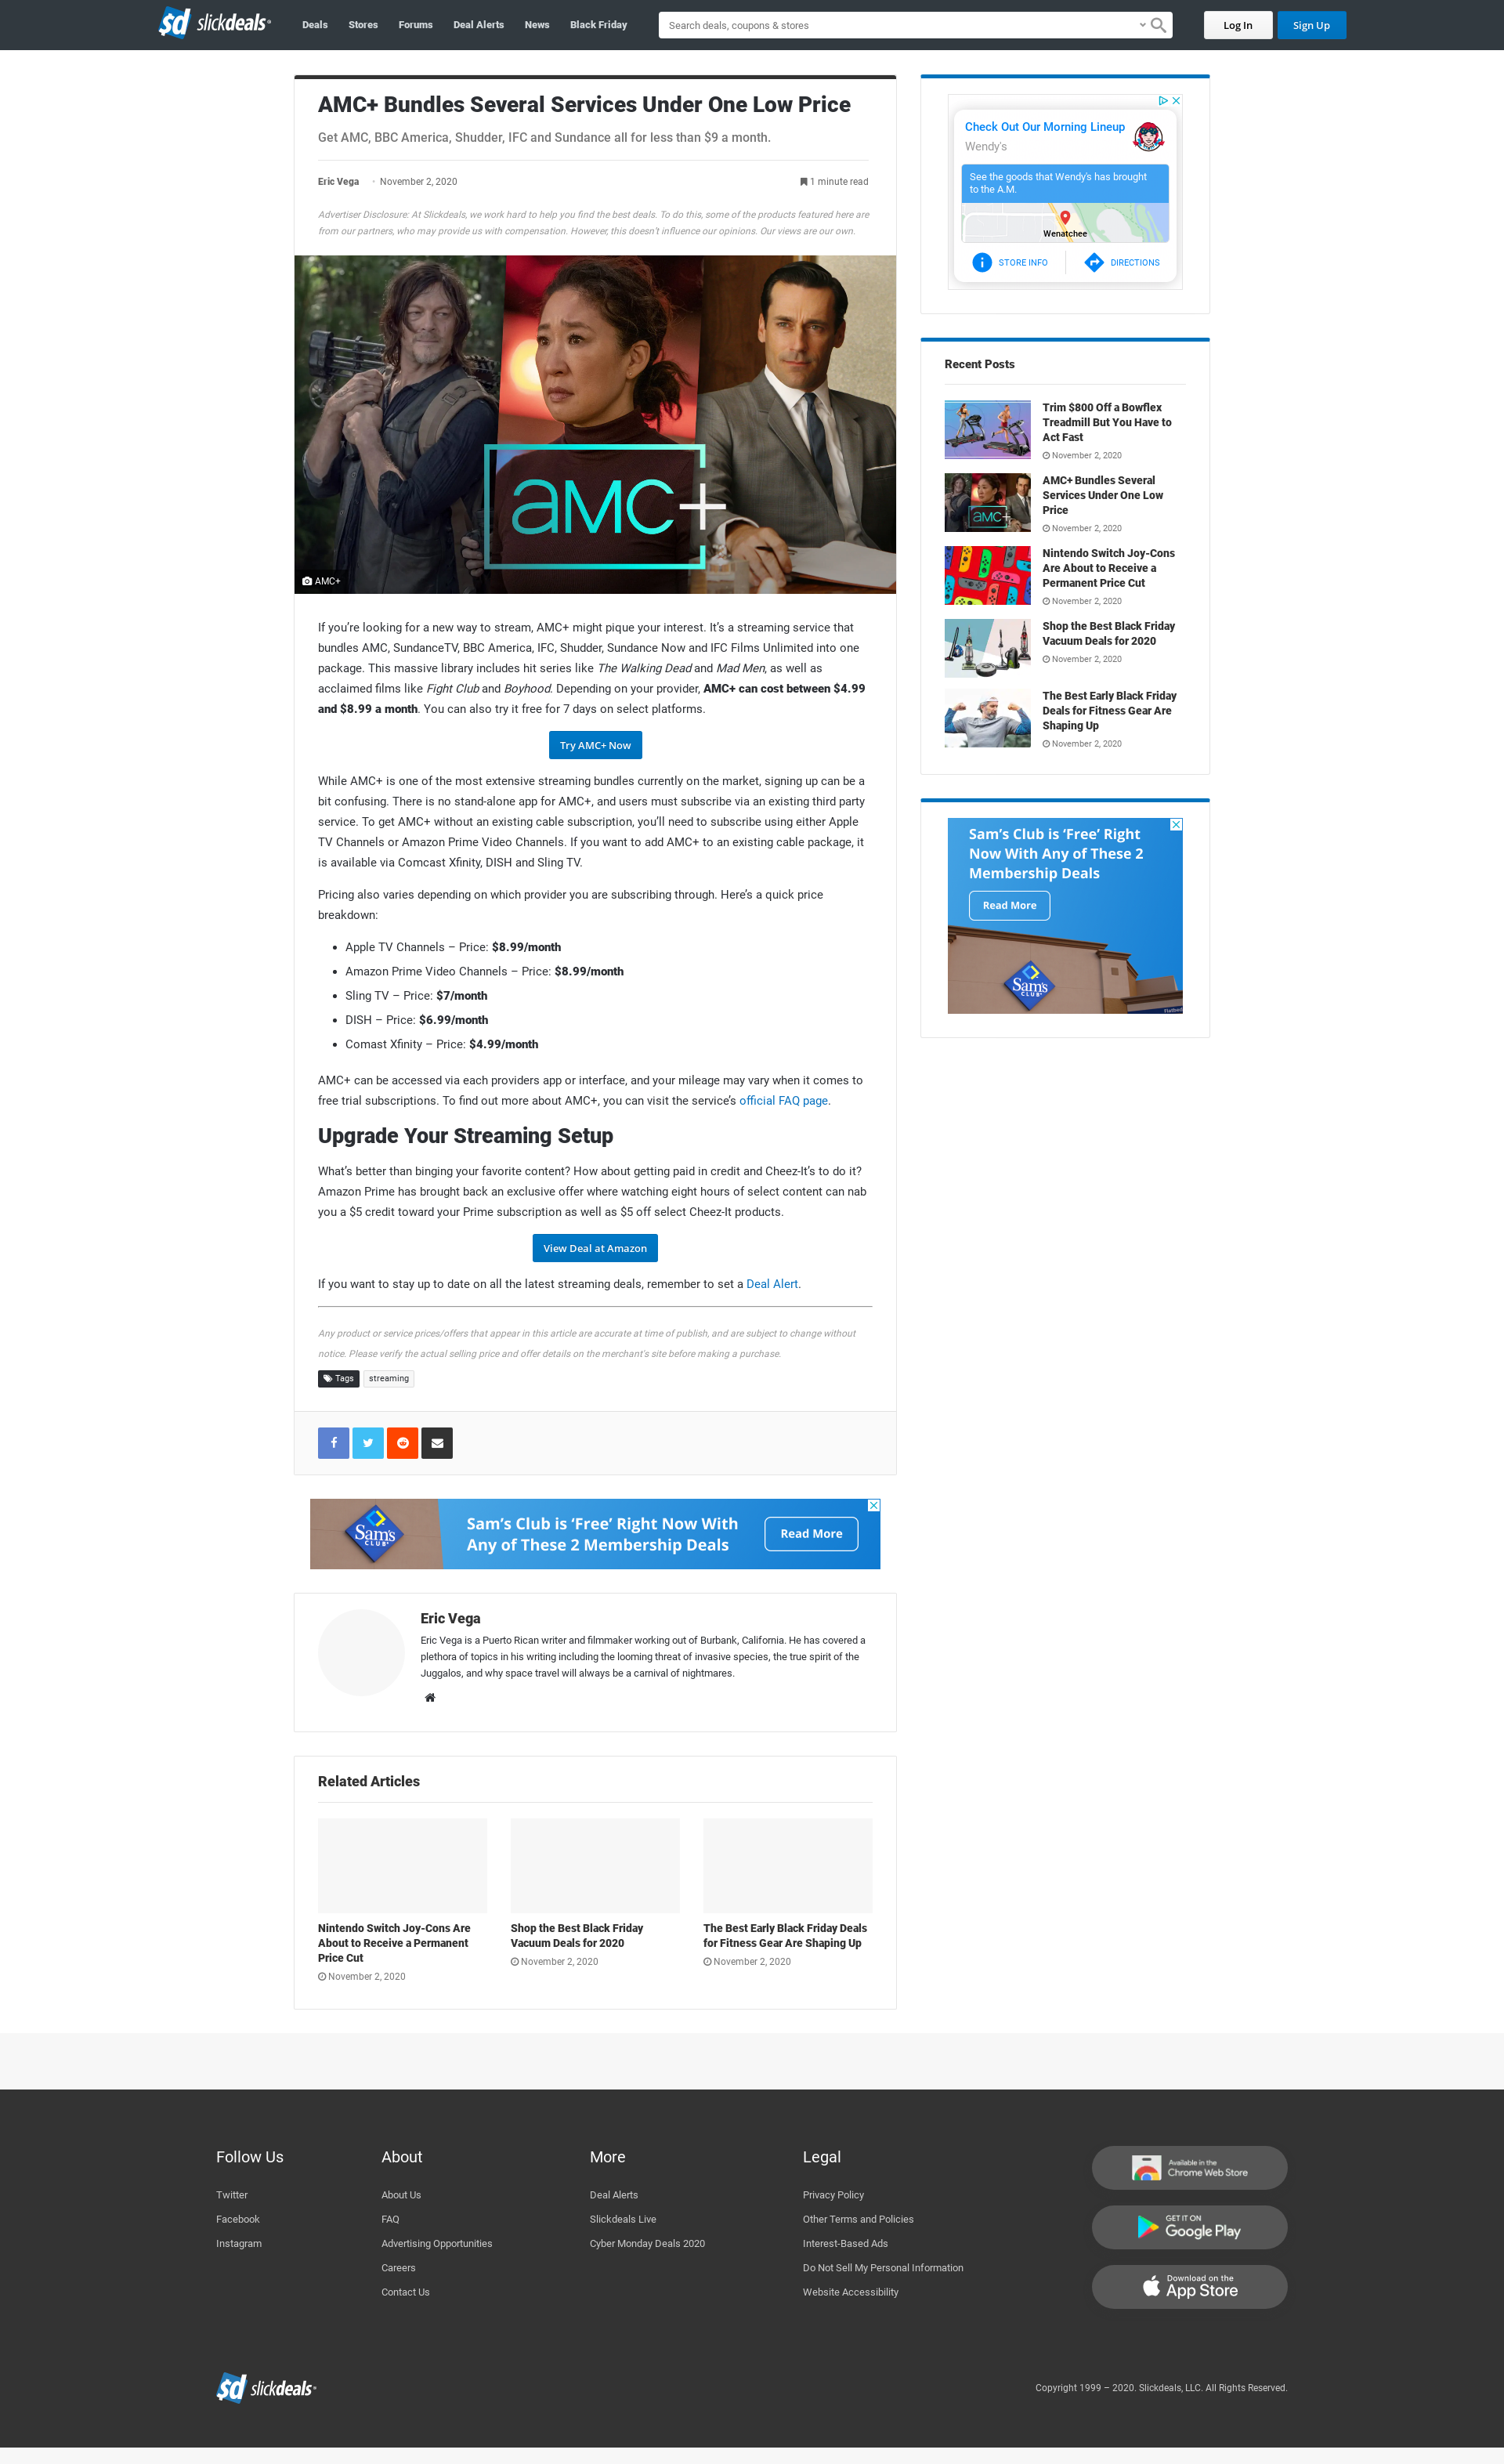 slickdeals
Deals Stores Forums Deal Alerts News Black Friday
Search deals, coupons & stores
Log In
Sign Up
AMC+ Bundles Several Services Under One Low Price
Get AMC, BBC America, Shudder, IFC and Sundance all for less than $9 a month.
Eric Vega • November 2, 2020
1 minute read
Advertiser Disclosure: At Slickdeals, we work hard to help you find the best deals. To do this, some of the products featured here are
from our partners, who may provide us with compensation. However, this doesn't influence our opinions. Our views are our own.
aMC+
AMC+
If you’re looking for a new way to stream, AMC+ might pique your interest. It’s a streaming service that
bundles AMC, SundanceTV, BBC America, IFC, Shudder, Sundance Now and IFC Films Unlimited into one
package. This massive library includes hit series like The Walking Dead and Mad Men, as well as
acclaimed films like Fight Club and Boyhood. Depending on your provider, AMC+ can cost between $4.99
and $8.99 a month. You can also try it free for 7 days on select platforms.
Try AMC+ Now
While AMC+ is one of the most extensive streaming bundles currently on the market, signing up can be a
bit confusing. There is no stand-alone app for AMC+, and users must subscribe via an existing third party
service. To get AMC+ without an existing cable subscription, you’ll need to subscribe using either Apple
TV Channels or Amazon Prime Video Channels. If you want to add AMC+ to an existing cable package, it
is available via Comcast Xfinity, DISH and Sling TV.
Pricing also varies depending on which provider you are subscribing through. Here’s a quick price
breakdown:
• Apple TV Channels – Price: $8.99/month
• Amazon Prime Video Channels – Price: $8.99/month
• Sling TV – Price: $7/month
• DISH – Price: $6.99/month
• Comast Xfinity – Price: $4.99/month
AMC+ can be accessed via each providers app or interface, and your mileage may vary when it comes to
free trial subscriptions. To find out more about AMC+, you can visit the service’s official FAQ page.
Upgrade Your Streaming Setup
What’s better than binging your favorite content? How about getting paid in credit and Cheez-It’s to do it?
Amazon Prime has brought back an exclusive offer where watching eight hours of select content can nab
you a $5 credit toward your Prime subscription as well as $5 off select Cheez-It products.
View Deal at Amazon
If you want to stay up to date on all the latest streaming deals, remember to set a Deal Alert.
Any product or service prices/offers that appear in this article are accurate at time of publish, and are subject to change without
notice. Please verify the actual selling price and offer details on the merchant's site before making a purchase.
Tags
streaming
Sam's CLUB
Sam’s Club is ‘Free’ Right Now With
Any of These 2 Membership Deals
Read More
Eric Vega
Eric Vega is a Puerto Rican writer and filmmaker working out of Burbank, California. He has covered a
plethora of topics in his writing including the looming threat of invasive species, the true spirit of the
Juggalos, and why space travel will always be a carnival of nightmares.
Related Articles
Nintendo Switch Joy-Cons Are
About to Receive a Permanent
Price Cut
November 2, 2020
Shop the Best Black Friday
Vacuum Deals for 2020
November 2, 2020
The Best Early Black Friday Deals
for Fitness Gear Are Shaping Up
November 2, 2020
Check Out Our Morning Lineup
Wendy's
See the goods that Wendy's has brought
to the A.M.
Wenatchee
STORE INFO
DIRECTIONS
Recent Posts
Trim $800 Off a Bowflex
Treadmill But You Have to
Act Fast
November 2, 2020
aMC+
AMC+ Bundles Several
Services Under One Low
Price
November 2, 2020
Nintendo Switch Joy-Cons
Are About to Receive a
Permanent Price Cut
November 2, 2020
Shop the Best Black Friday
Vacuum Deals for 2020
November 2, 2020
The Best Early Black Friday
Deals for Fitness Gear Are
Shaping Up
November 2, 2020
Sam’s Club is ‘Free’ Right
Now With Any of These 2
Membership Deals
Read More
Sam's CLUB
Flatbed
Follow Us
Twitter
Facebook
Instagram
About
About Us
FAQ
Advertising Opportunities
Careers
Contact Us
More
Deal Alerts
Slickdeals Live
Cyber Monday Deals 2020
Legal
Privacy Policy
Other Terms and Policies
Interest-Based Ads
Do Not Sell My Personal Information
Website Accessibility
Available in the
Chrome Web Store
GET IT ON
Google Play
Download on the
App Store
slickdeals
Copyright 1999 – 2020. Slickdeals, LLC. All Rights Reserved.